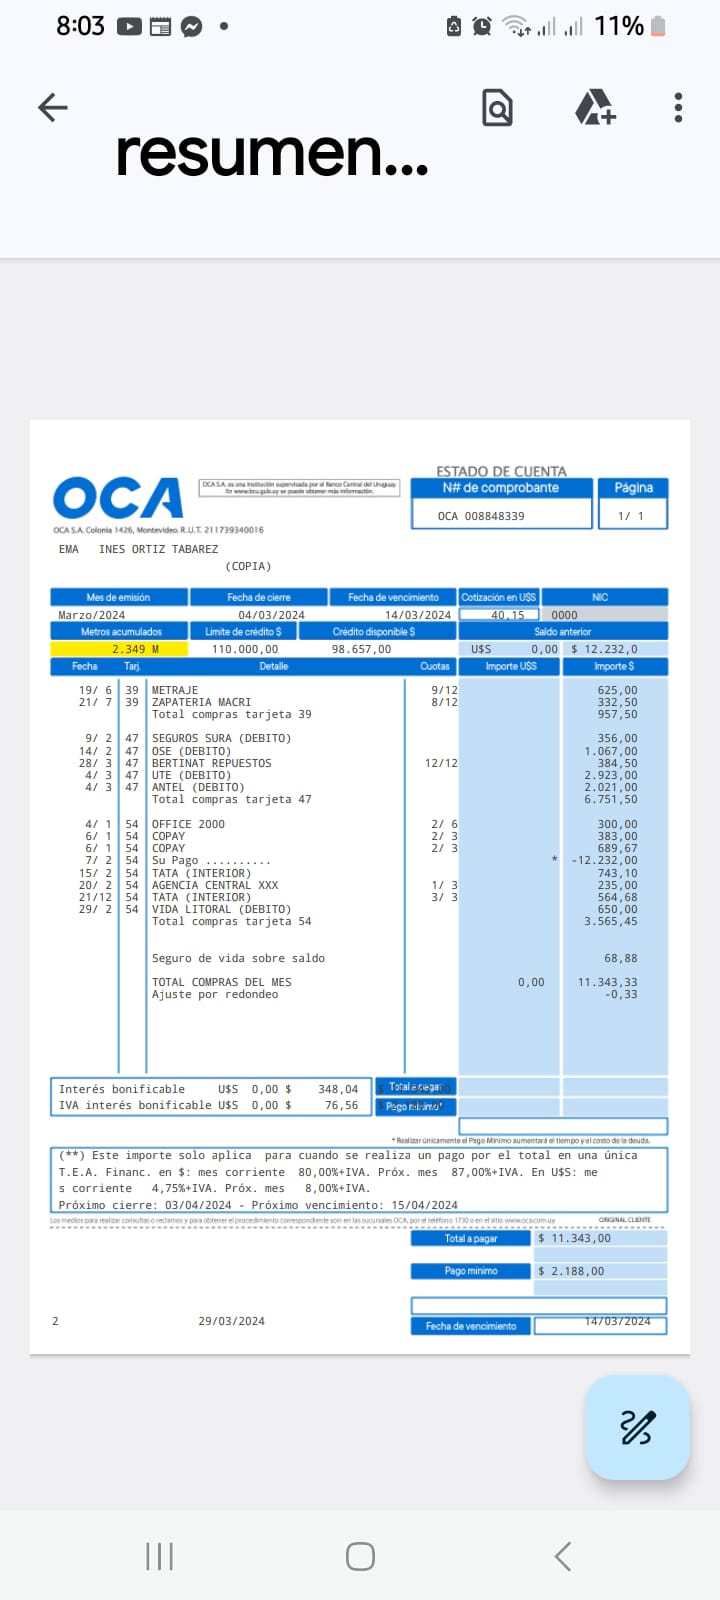 8:03
11%
resumen...
OCA
OCA S.A. es una institución supervisada por el Banco Central del Uruguay
En www.bcu.gub.uy se puede obtener más información.
OCA S.A. Colonia 1426, Montevideo. R.U.T. 211739340016
ESTADO DE CUENTA
N# de comprobante Página
OCA 008848339 1/ 1
EMA INES ORTIZ TABAREZ
(COPIA)
Mes de emisión Fecha de cierre Fecha de vencimiento Cotización en U$S NIC
Marzo/2024 04/03/2024 14/03/2024 40,15 0000
Metros acumulados Límite de crédito $ Crédito disponible $ Saldo anterior
2.349 M 110.000,00 98.657,00 U$S 0,00 $ 12.232,0
Fecha Tarj. Detalle Cuotas Importe U$S Importe $
19/ 6 39 METRAJE 9/12 625,00
21/ 7 39 ZAPATERIA MACRI 8/12 332,50
Total compras tarjeta 39 957,50
9/ 2 47 SEGUROS SURA (DEBITO) 356,00
14/ 2 47 OSE (DEBITO) 1.067,00
28/ 3 47 BERTINAT REPUESTOS 12/12 384,50
4/ 3 47 UTE (DEBITO) 2.923,00
4/ 3 47 ANTEL (DEBITO) 2.021,00
Total compras tarjeta 47 6.751,50
4/ 1 54 OFFICE 2000 2/ 6 300,00
6/ 1 54 COPAY 2/ 3 383,00
6/ 1 54 COPAY 2/ 3 689,67
7/ 2 54 Su Pago .......... * -12.232,00
15/ 2 54 TATA (INTERIOR) 743,10
20/ 2 54 AGENCIA CENTRAL XXX 1/ 3 235,00
21/12 54 TATA (INTERIOR) 3/ 3 564,68
29/ 2 54 VIDA LITORAL (DEBITO) 650,00
Total compras tarjeta 54 3.565,45
Seguro de vida sobre saldo 68,88
TOTAL COMPRAS DEL MES 0,00 11.343,33
Ajuste por redondeo -0,33
Interés bonificable U$S 0,00 $ 348,04 Total a pagar
IVA interés bonificable U$S 0,00 $ 76,56 Pago mínimo*
* Realizar únicamente el Pago Mínimo aumentará el tiempo y el costo de la deuda.
(**) Este importe solo aplica para cuando se realiza un pago por el total en una única
T.E.A. Financ. en $: mes corriente 80,00%+IVA. Próx. mes 87,00%+IVA. En U$S: me
s corriente 4,75%+IVA. Próx. mes 8,00%+IVA.
Próximo cierre: 03/04/2024 - Próximo vencimiento: 15/04/2024
Los medios para realizar consultas o reclamos y para obtener el procedimiento correspondiente son: en las sucursales OCA, por el teléfono 1730 o en el sitio www.oca.com.uy ORIGINAL CLIENTE
Total a pagar $ 11.343,00
Pago mínimo $ 2.188,00
2 29/03/2024 Fecha de vencimiento 14/03/2024